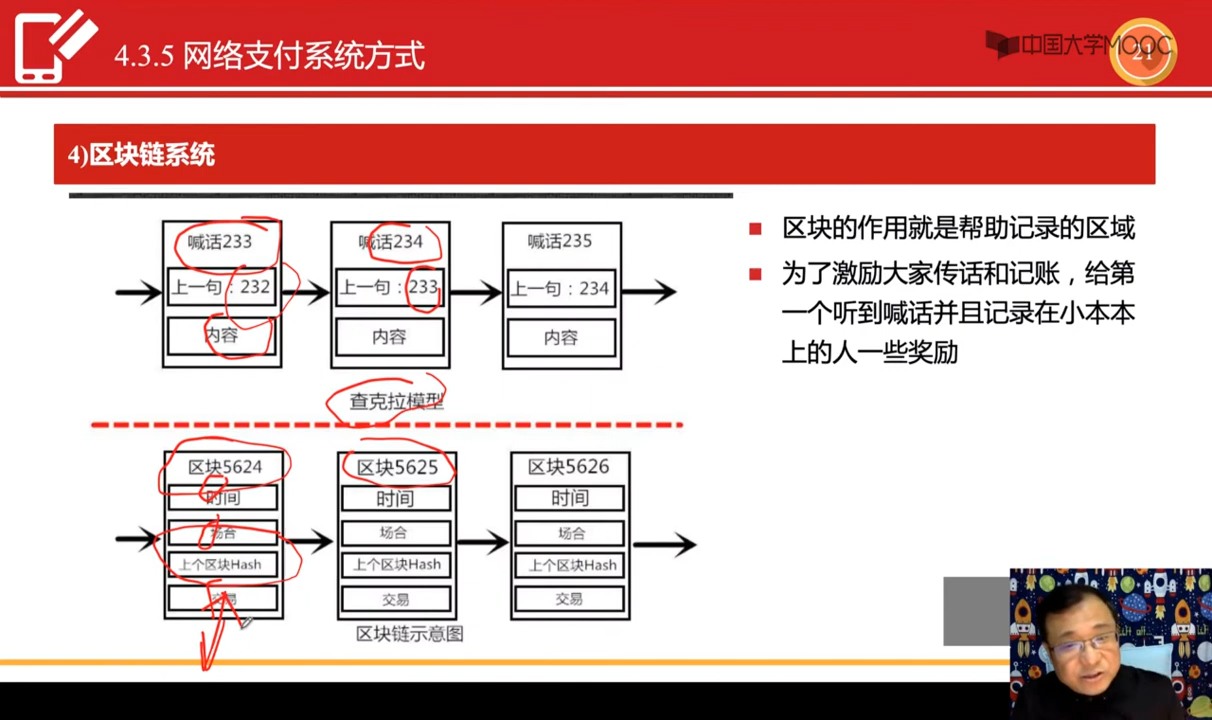 4.3.5 网络支付系统方式
中国大学MOOC
21
4)区块链系统
喊话233
上一句：232
内容
喊话234
上一句：233
内容
喊话235
上一句：234
内容
查克拉模型
区块5624
时间
场合
上个区块Hash
交易
区块5625
时间
场合
上个区块Hash
交易
区块5626
时间
场合
上个区块Hash
交易
区块链示意图
区块的作用就是帮助记录的区域
为了激励大家传话和记账，给第
一个听到喊话并且记录在小本本
上的人一些奖励